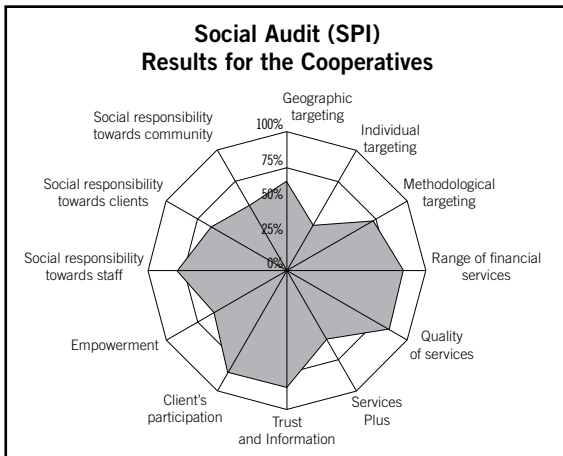 Social Audit (SPI)
Results for the Cooperatives
Geographic
targeting
Individual
targeting
Methodological
targeting
Range of financial
services
Quality
of services
Services
Plus
Trust
and Information
Client's
participation
Empowerment
Social responsibility
towards staff
Social responsibility
towards clients
Social responsibility
towards community
100%
75%
50%
25%
0%